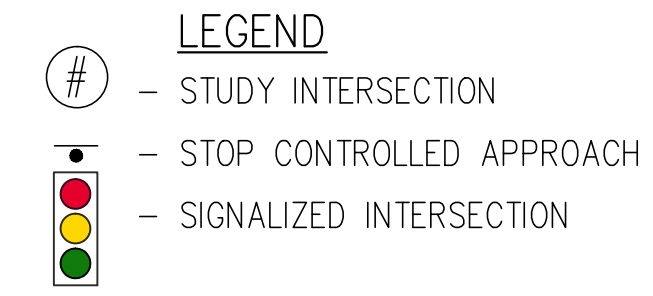 LEGEND
# – STUDY INTERSECTION
– STOP CONTROLLED APPROACH
– SIGNALIZED INTERSECTION